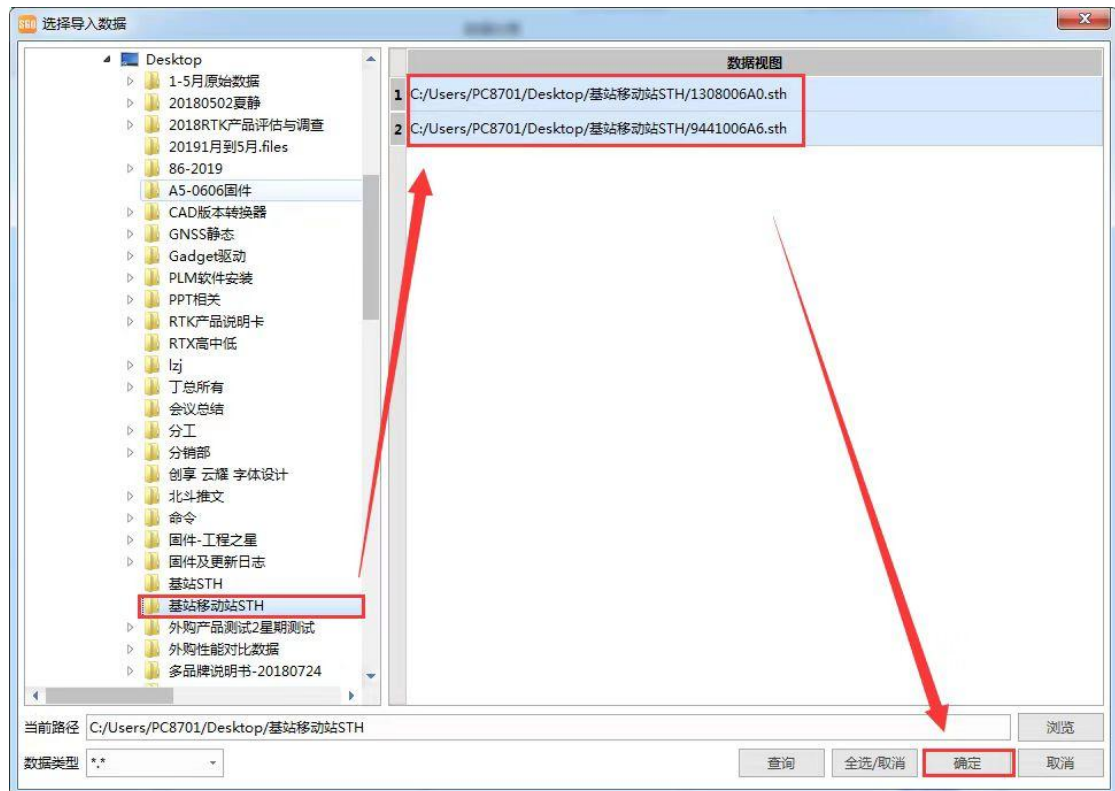 选择导入数据
Desktop
1-5月原始数据
20180502夏静
2018RTK产品评估与调查
20191月到5月.files
86-2019
A5-0606固件
CAD版本转换器
GNSS静态
Gadget驱动
PLM软件安装
PPT相关
RTK产品说明卡
RTX高中低
lzj
丁总所有
会议总结
分工
分销部
创享 云耀 字体设计
北斗推文
命令
固件-工程之星
固件及更新日志
基站STH
基站移动站STH
外购产品测试2星期测试
外购性能对比数据
多品牌说明书-20180724
数据视图
1 C:/Users/PC8701/Desktop/基站移动站STH/1308006A0.sth
2 C:/Users/PC8701/Desktop/基站移动站STH/9441006A6.sth
当前路径 C:/Users/PC8701/Desktop/基站移动站STH 浏览
数据类型 *.* 查询 全选/取消 确定 取消